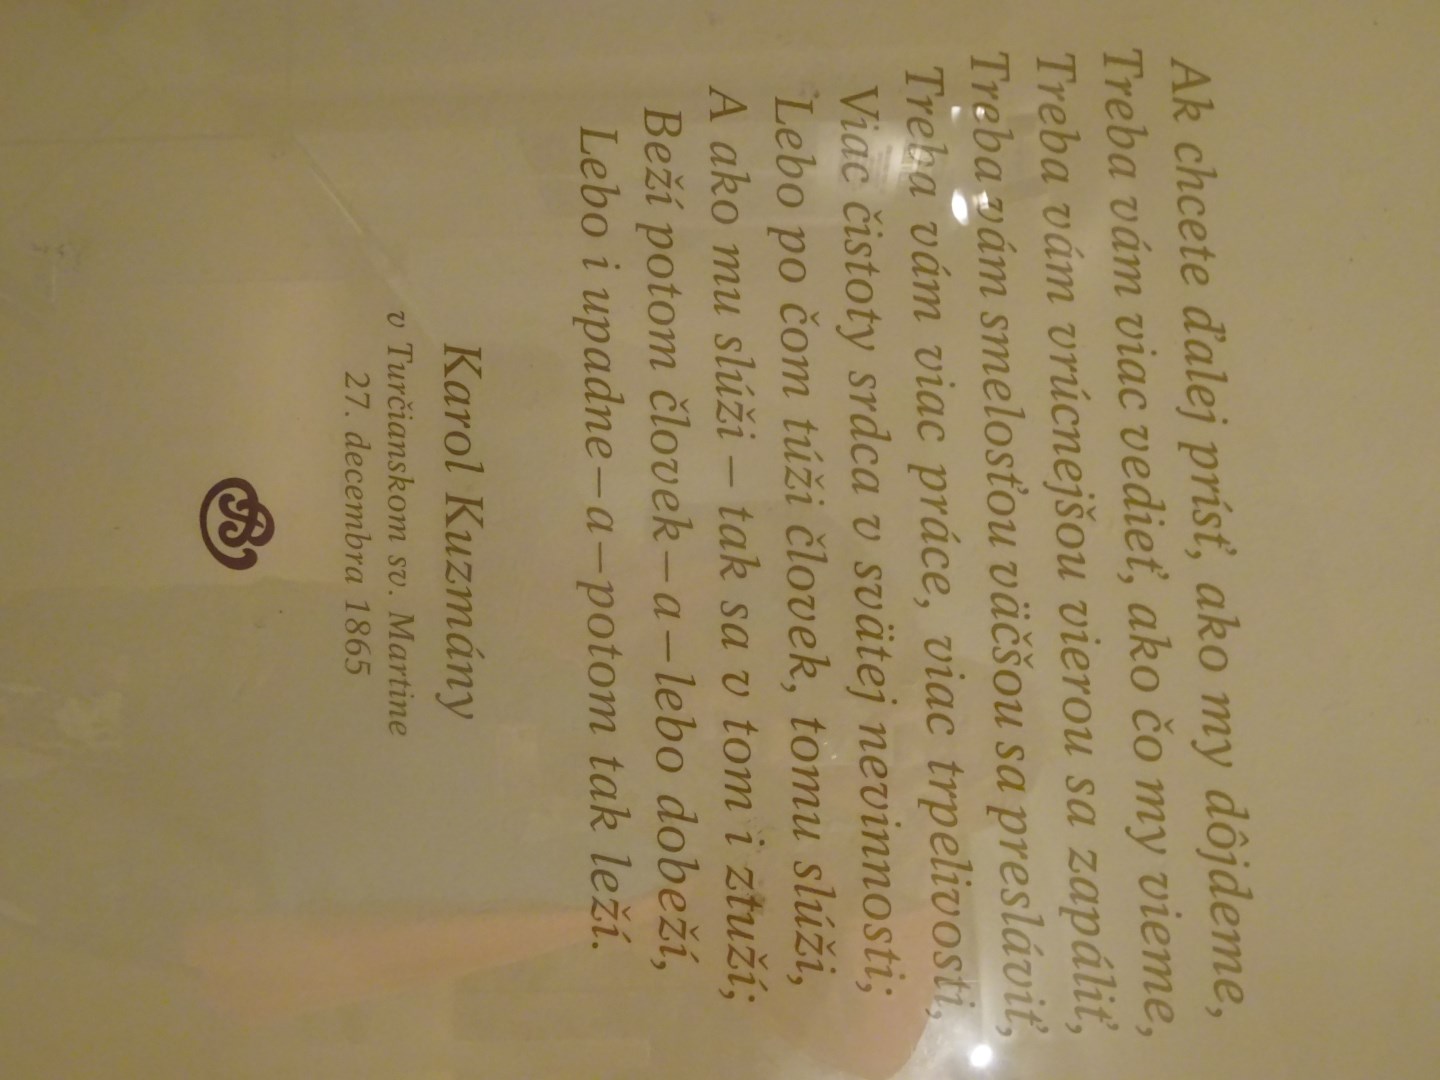 Ak chcete ďalej prísť, ako my dôjdeme,
Treba vám viac vedieť, ako čo my vieme,
Treba vám vrúcnejšou vierou sa zapáliť,
Treba vám smelosťou väčšou sa presláviť,
Treba vám viac práce, viac trpelivosti,
Viac čistoty srdca v svätej nevinnosti;
Lebo po čom túži človek, tomu slúži,
A ako mu slúži – tak sa v tom i ztuží;
Beží potom človek – a – lebo dobeží,
Lebo i upadne – a – potom tak leží.
Karol Kuzmány
v Turčianskom sv. Martine
27. decembra 1865